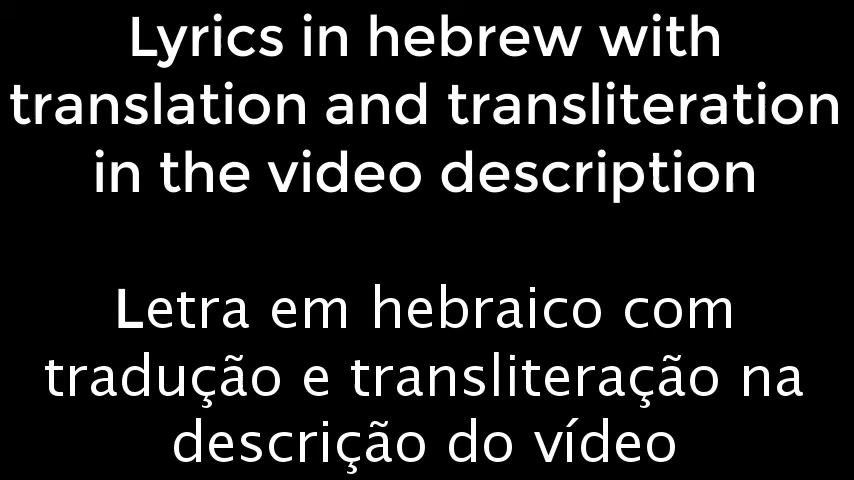 Lyrics in hebrew with
translation and transliteration
in the video description
Letra em hebraico com
tradução e transliteração na
descrição do vídeo